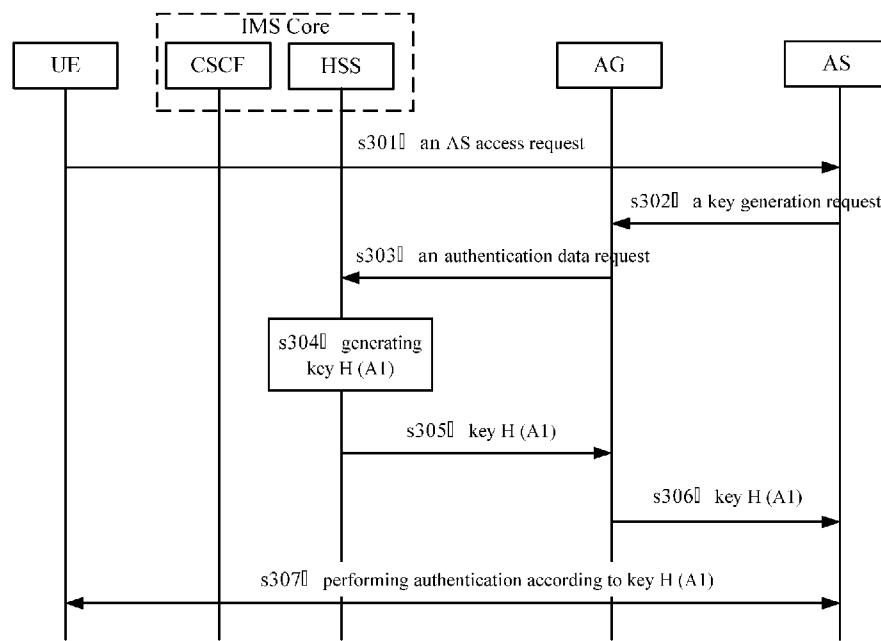 IMS Core
UE
CSCF
HSS
AG
AS
s301▯ an AS access request
s302▯ a key generation request
s303▯ an authentication data request
s304▯ generating
key H (A1)
s305▯ key H (A1)
s306▯ key H (A1)
s307▯ performing authentication according to key H (A1)